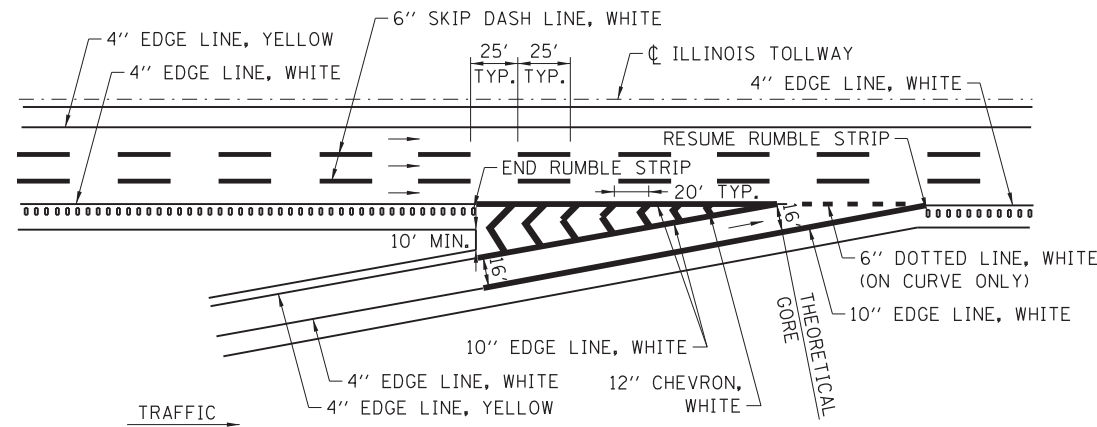 6" SKIP DASH LINE, WHITE
4" EDGE LINE, YELLOW
25' 25'
TYP. TYP.
℄ ILLINOIS TOLLWAY
4" EDGE LINE, WHITE
4" EDGE LINE, WHITE
RESUME RUMBLE STRIP
END RUMBLE STRIP
20' TYP.
10' MIN.
16'
16'
6" DOTTED LINE, WHITE
(ON CURVE ONLY)
THEORETICAL
GORE
10" EDGE LINE, WHITE
10" EDGE LINE, WHITE
4" EDGE LINE, WHITE
12" CHEVRON,
WHITE
4" EDGE LINE, YELLOW
TRAFFIC